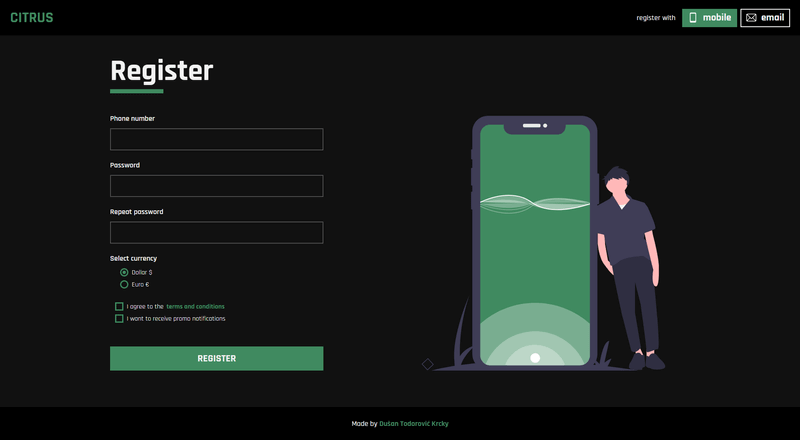 CITRUS
register with mobile email
Register
Phone number
Password
Repeat password
Select currency
Dollar $
Euro €
I agree to the terms and conditions
I want to receive promo notifications
REGISTER
Made by Dušan Todorović Krcky